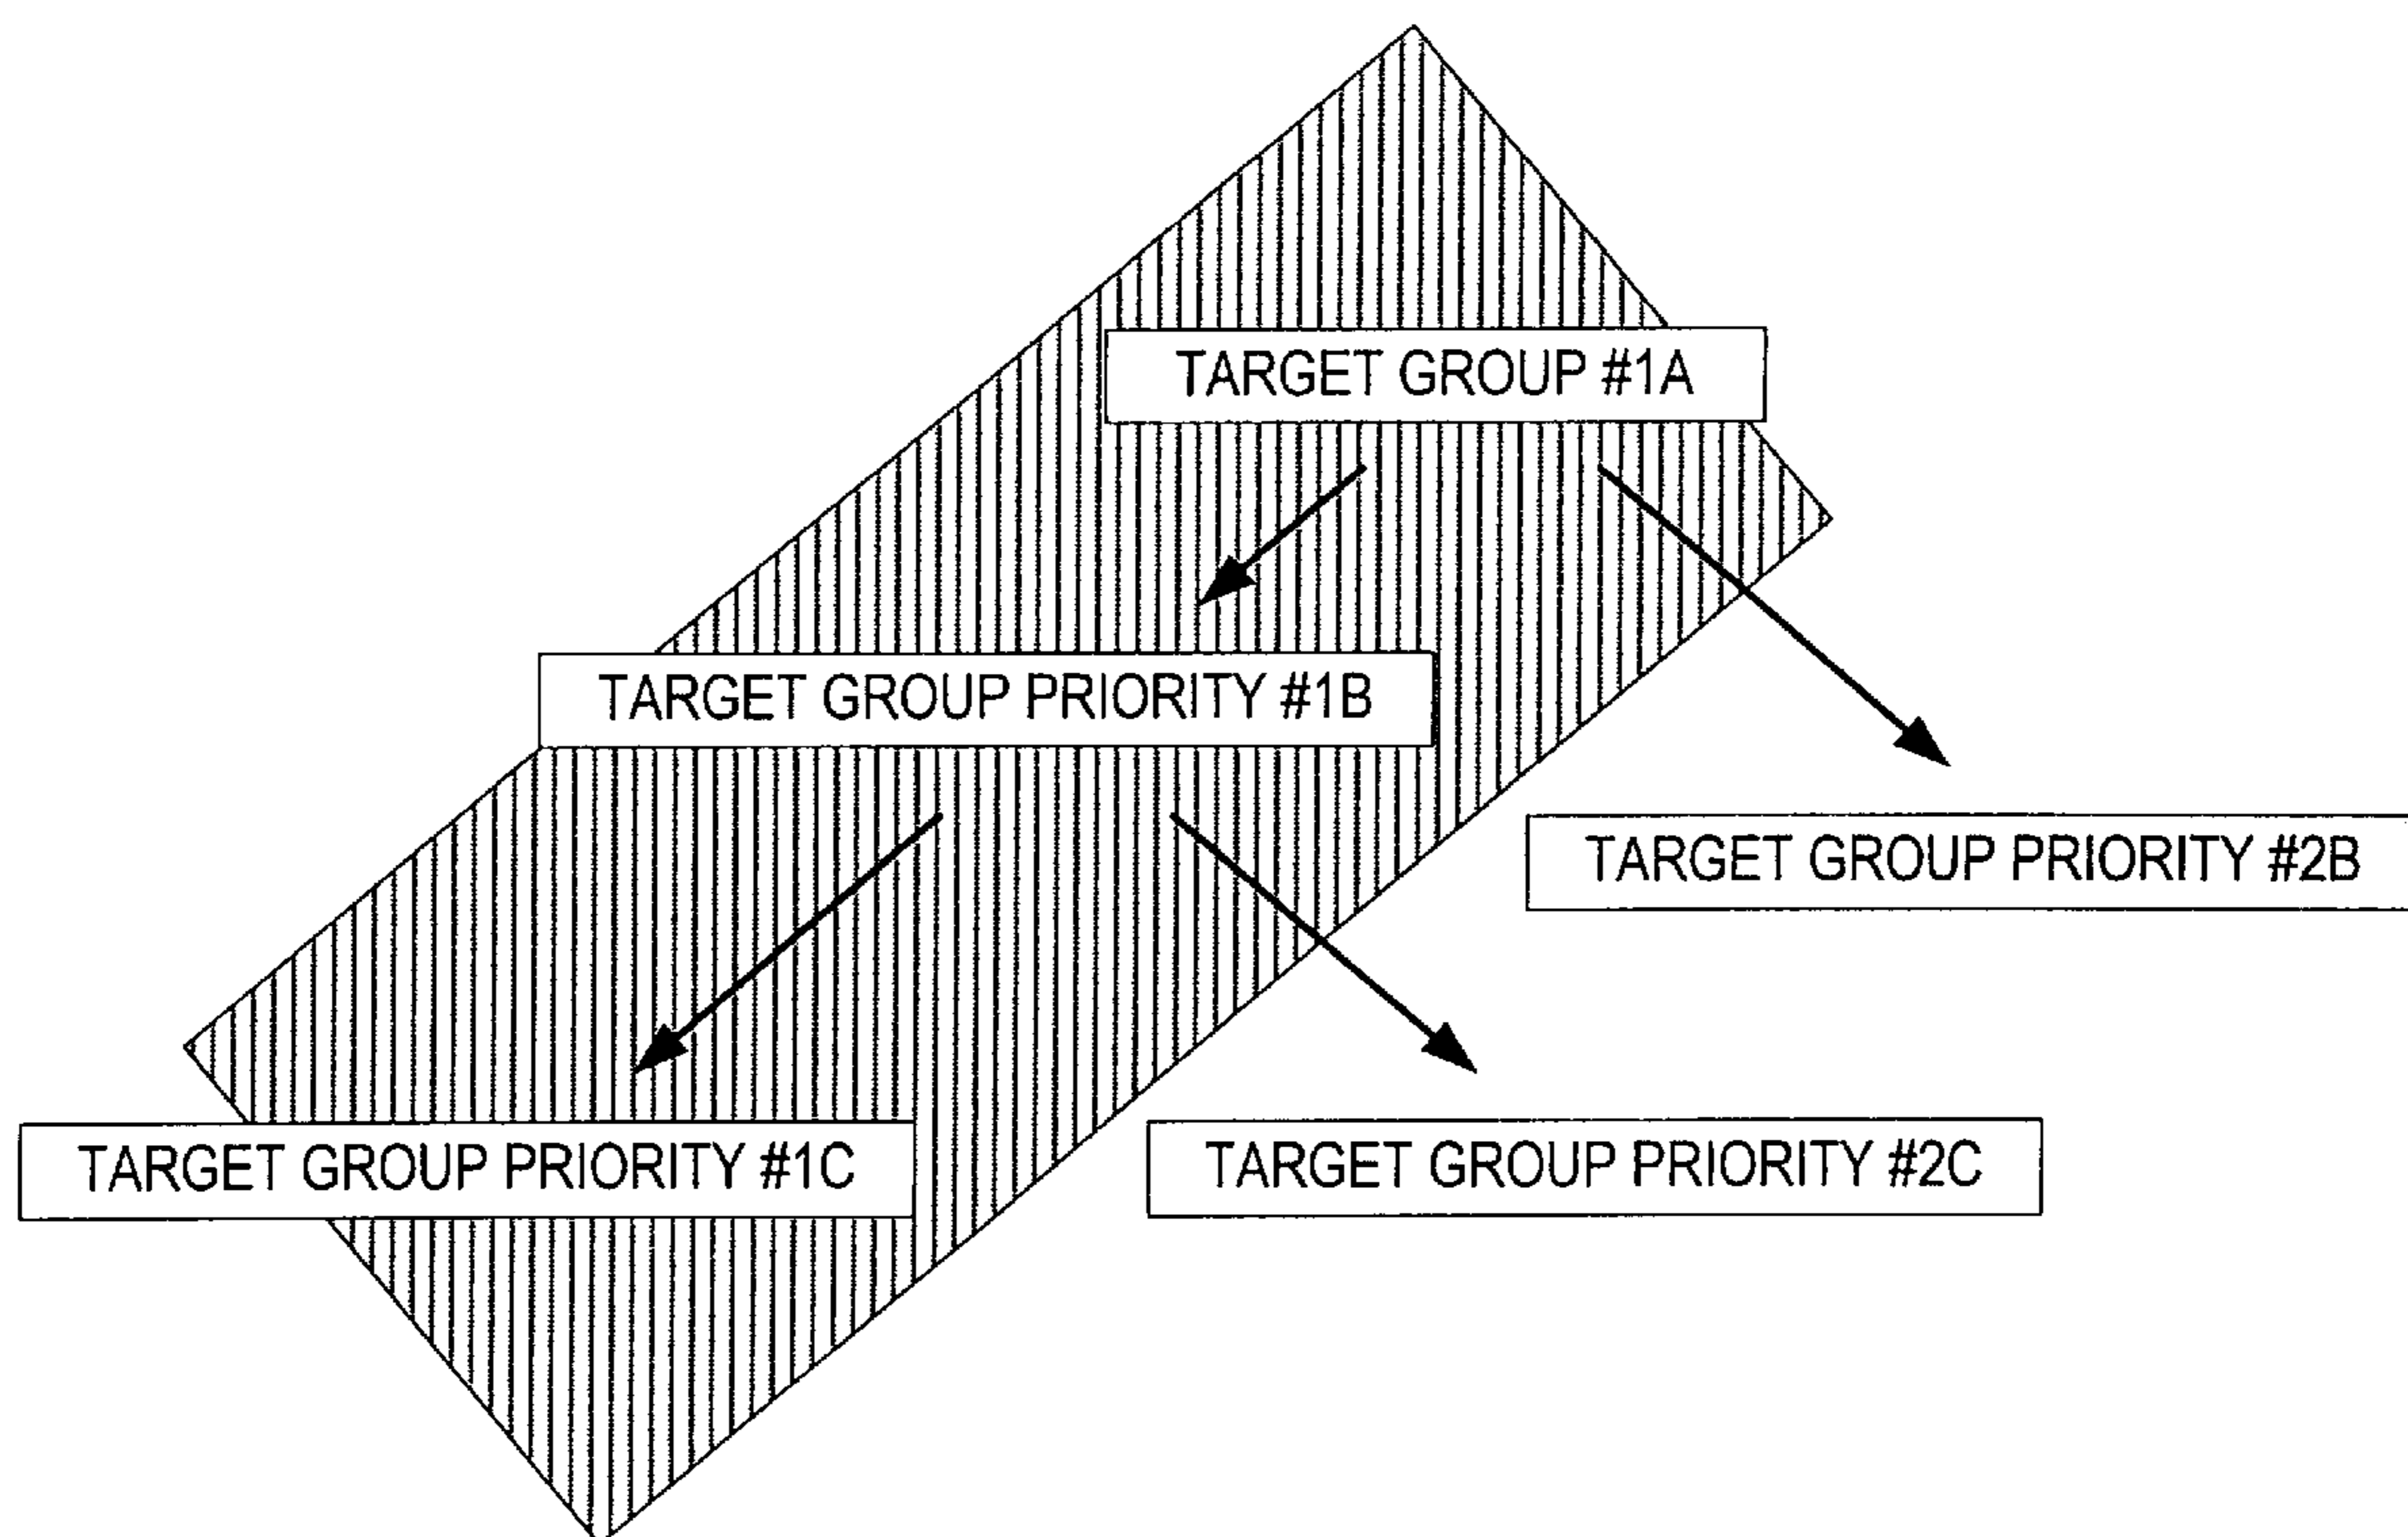 TARGET GROUP #1A
TARGET GROUP PRIORITY #1B
TARGET GROUP PRIORITY #2B
TARGET GROUP PRIORITY #1C
TARGET GROUP PRIORITY #2C